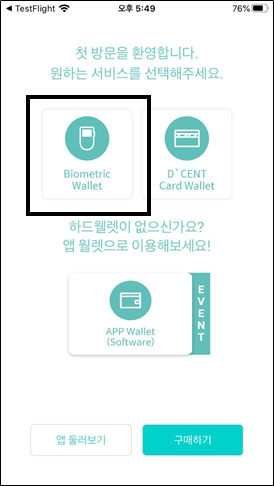 TestFlight
오후 5:49
76%
첫 방문을 환영합니다.
원하는 서비스를 선택해주세요.
Biometric
Wallet
D`CENT
Card Wallet
하드웰렛이 없으신가요?
앱 월렛으로 이용해보세요!
APP Wallet
(Software)
EVENT
앱 둘러보기
구매하기